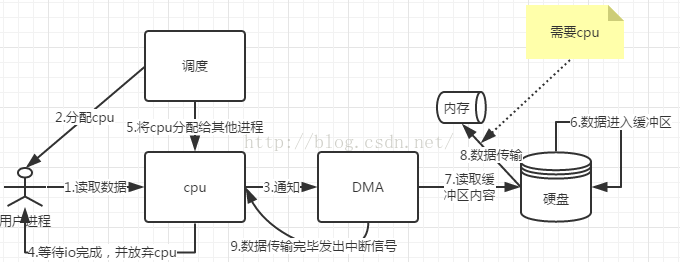 需要cpu
调度
内存
2.分配cpu
5.将cpu分配给其他进程
6.数据进入缓冲区
http://blog.csdn.net/
8.数据传输
1.读取数据
cpu
3.通知
DMA
7.读取缓
冲区内容
硬盘
用户进程
4.等待io完成，并放弃cpu
9.数据传输完毕发出中断信号